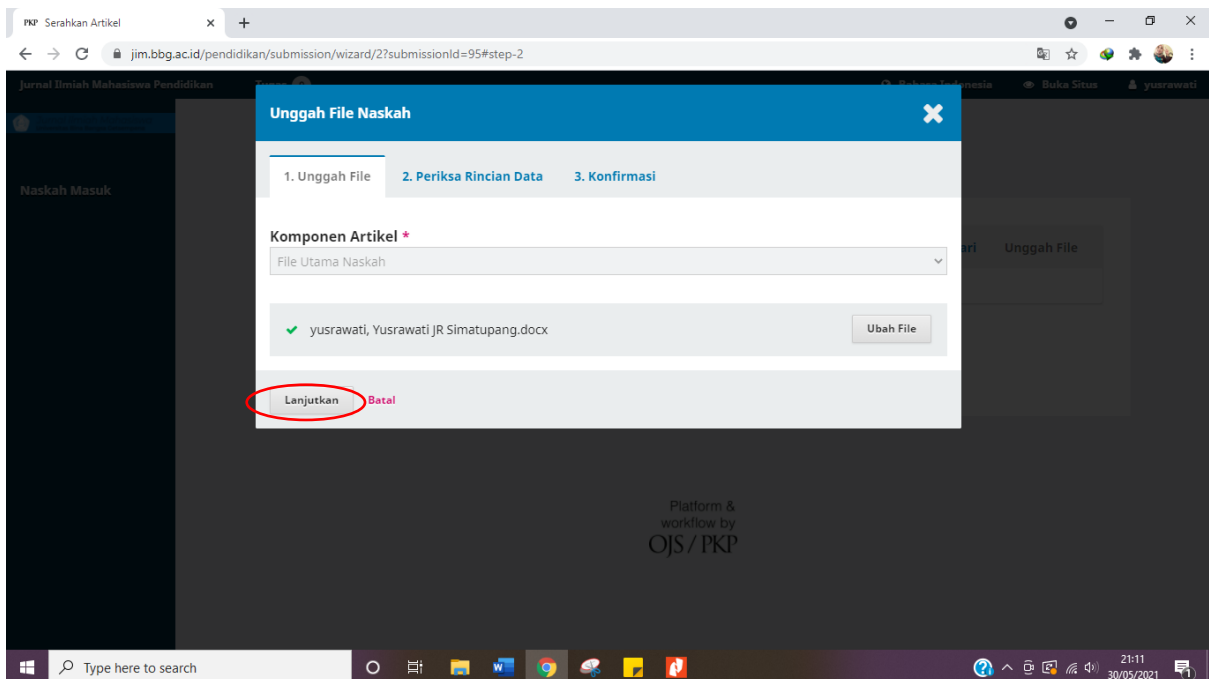 PKP Serahkan Artikel
jim.bbg.ac.id/pendidikan/submission/wizard/2?submissionId=95#step-2
Jurnal Ilmiah Mahasiswa Pendidikan
Bahasa Indonesia Buka Situs yusrawati
Unggah File Naskah
1. Unggah File 2. Periksa Rincian Data 3. Konfirmasi
Naskah Masuk
Komponen Artikel *
Unggah File
File Utama Naskah
yusrawati, Yusrawati JR Simatupang.docx Ubah File
Lanjutkan Batal
Platform &
workflow by
OJS / PKP
Type here to search
21:11
30/05/2021